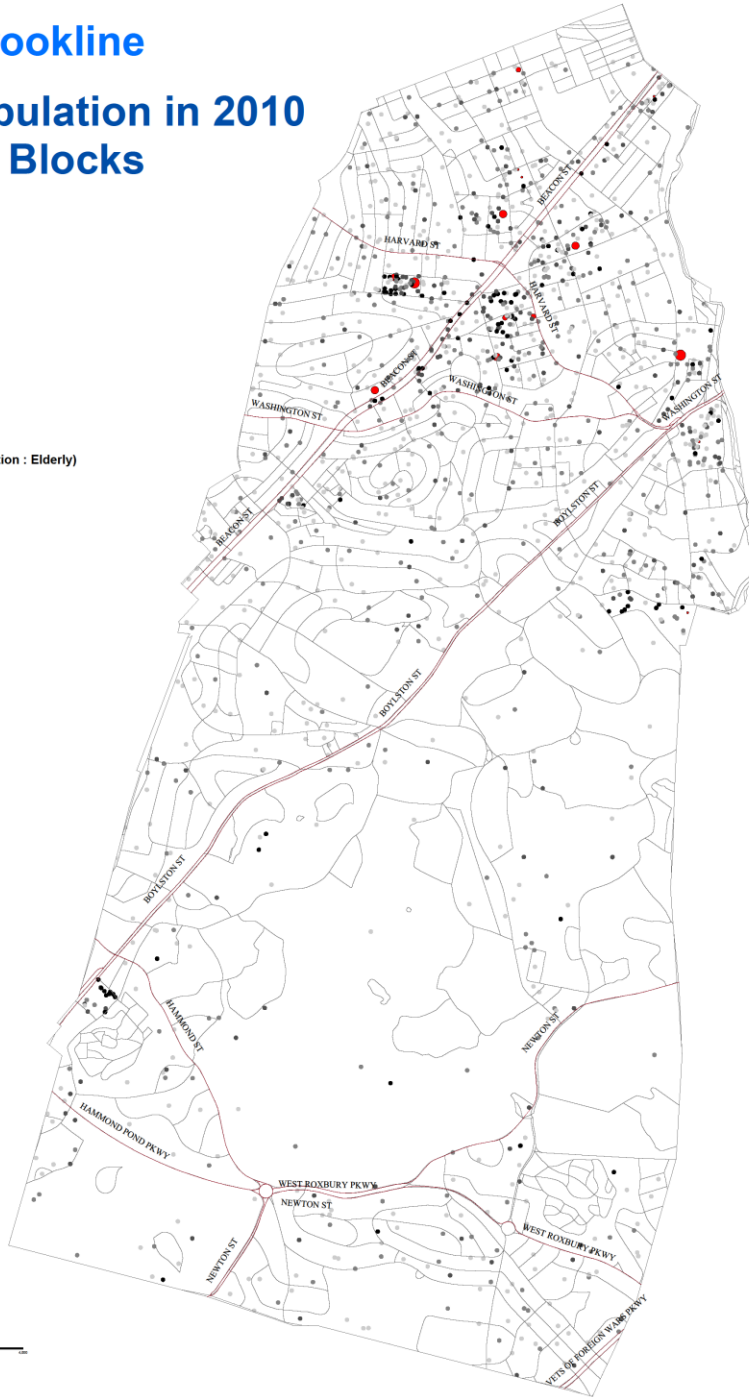 ookline
pulation in 2010
Blocks
BEACON ST
HARVARD ST
HARVARD ST
BEACON ST
WASHINGTON ST
WASHINGTON ST
WASHINGTON ST
tion : Elderly)
BOYLSTON ST
BEACON ST
BOYLSTON ST
BOYLSTON ST
HAMMOND ST
NEWTON ST
HAMMOND POND PKWY
WEST ROXBURY PKWY
NEWTON ST
WEST ROXBURY PKWY
NEWTON ST
VETS OF FOREIGN WARS PKWY